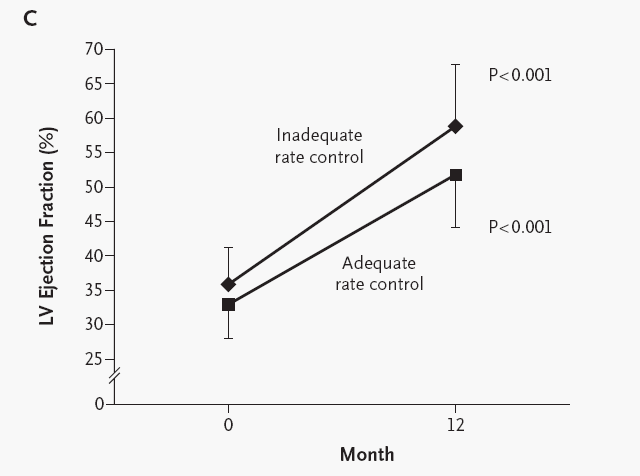 C
70
65
60
55
50
45
40
35
30
25
0
LV Ejection Fraction (%)
Inadequate
rate control
P<0.001
Adequate
rate control
P<0.001
0
12
Month